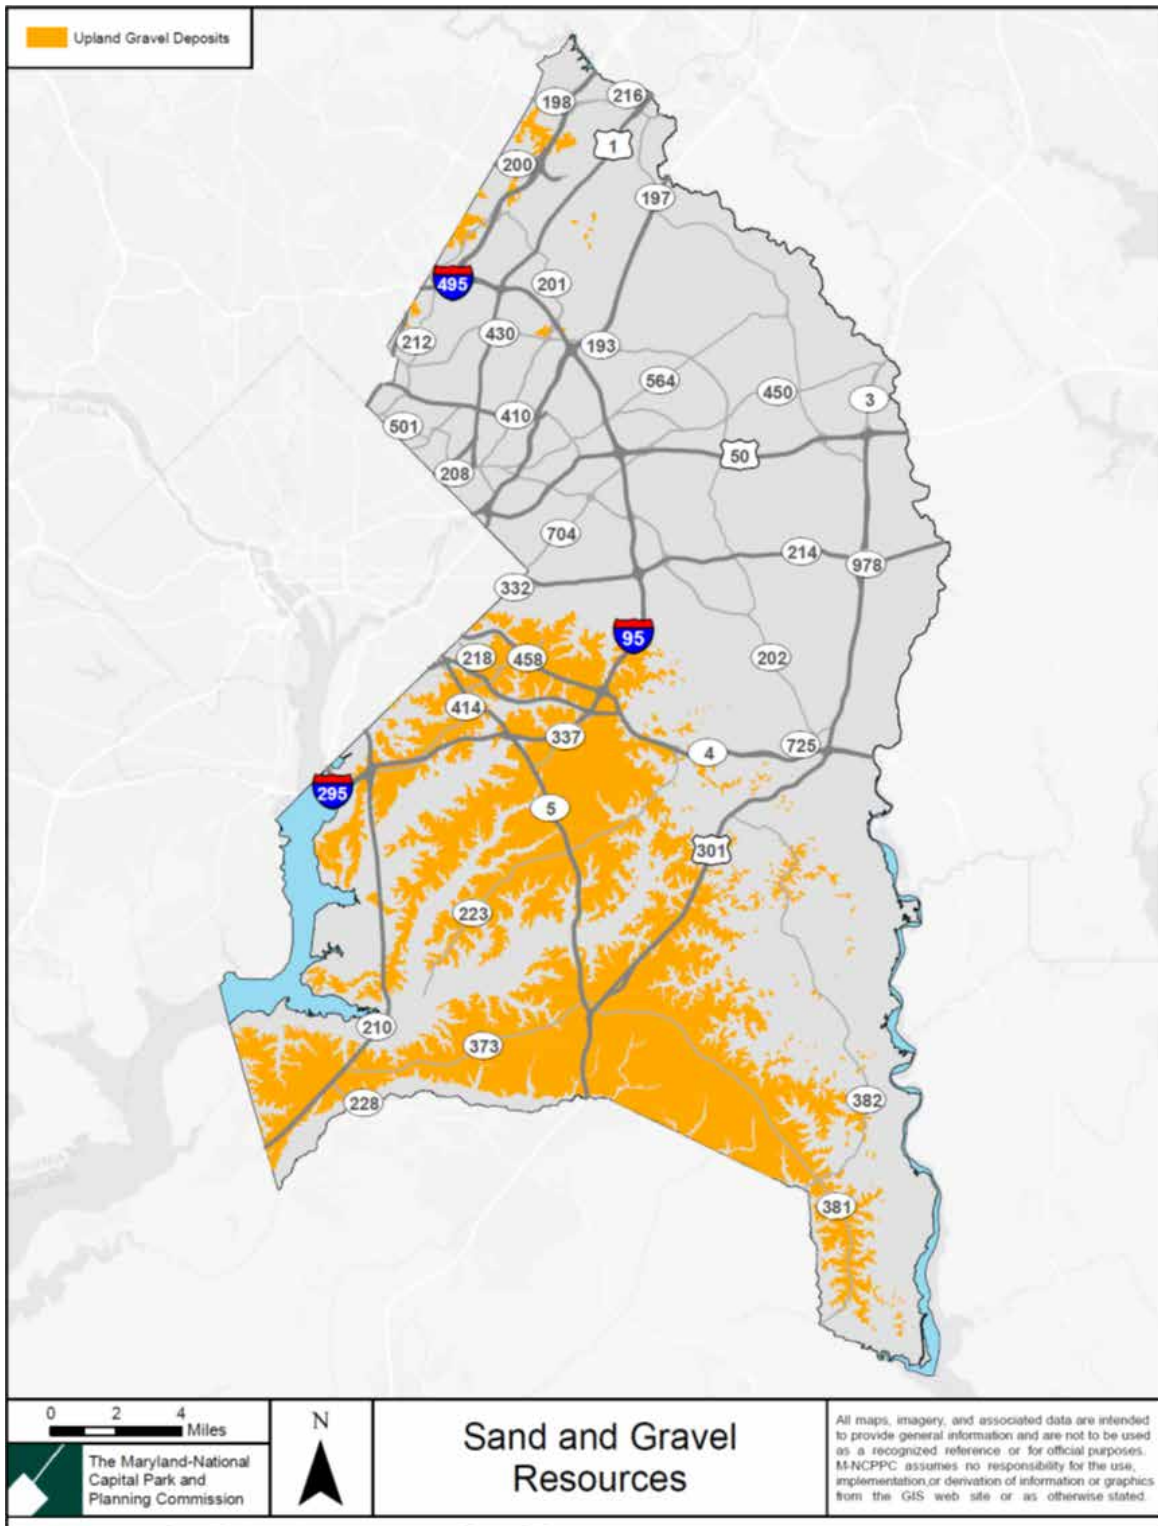 Upland Gravel Deposits
198
216
1
200
197
495
201
212
430
193
564
450
3
501
410
208
50
704
214
978
332
95
218
458
202
414
337
4
725
295
5
301
223
210
373
228
382
381
0 2 4
Miles
The Maryland-National
Capital Park and
Planning Commission
N
Sand and Gravel
Resources
All maps, imagery, and associated data are intended
to provide general information and are not to be used
as a recognized reference or for official purposes.
M-NCPPC assumes no responsibility for the use,
implementation,or derivation of information or graphics
from the GIS web site or as otherwise stated.